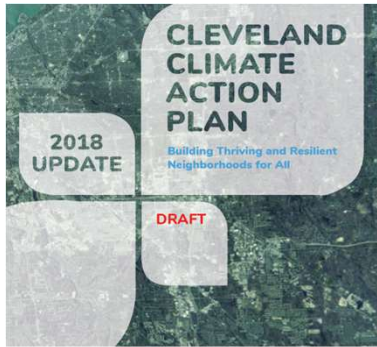 CLEVELAND
CLIMATE
ACTION
PLAN
Building Thriving and Resilient
Neighborhoods for All
2018
UPDATE
DRAFT